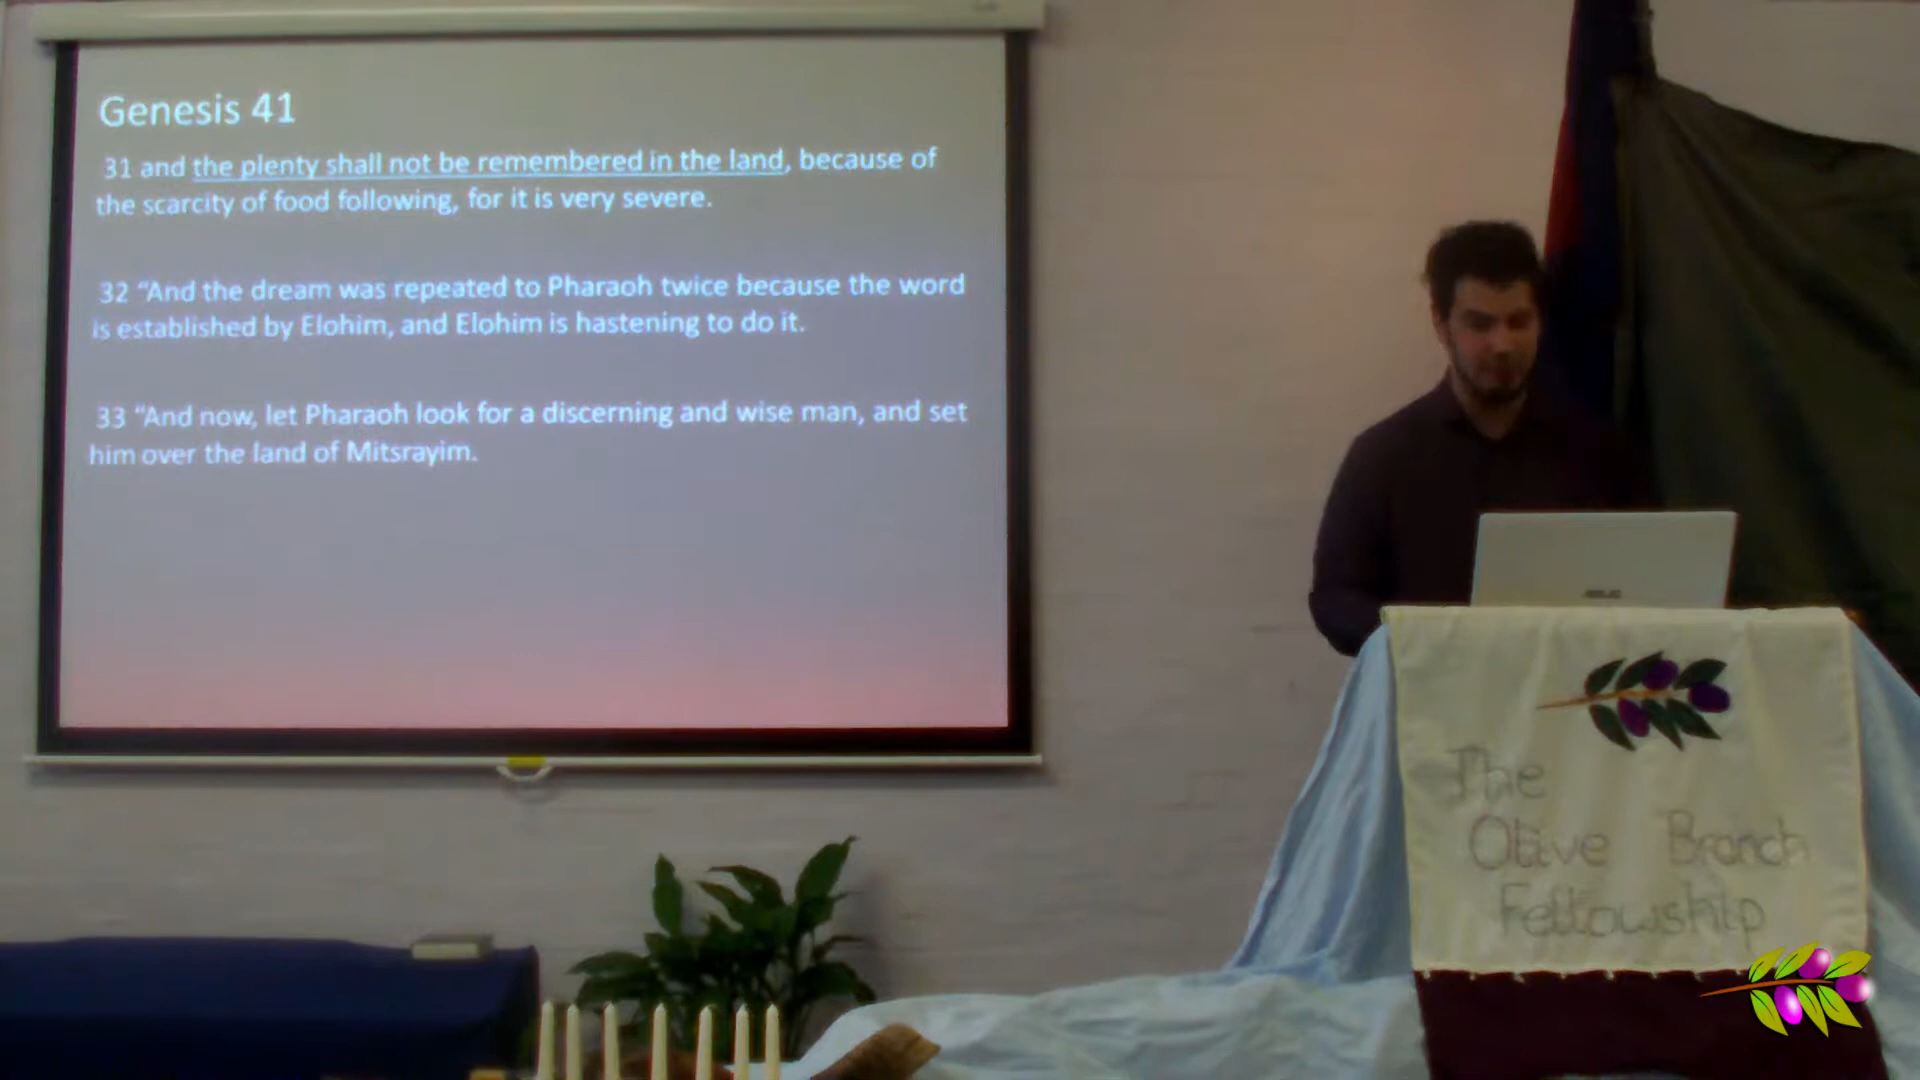 Genesis 41
31 and the plenty shall not be remembered in the land, because of
the scarcity of food following, for it is very severe.
32 “And the dream was repeated to Pharaoh twice because the word
is established by Elohim, and Elohim is hastening to do it.
33 “And now, let Pharaoh look for a discerning and wise man, and set
him over the land of Mitsrayim.
ASUS
The
Olive Branch
Fellowship